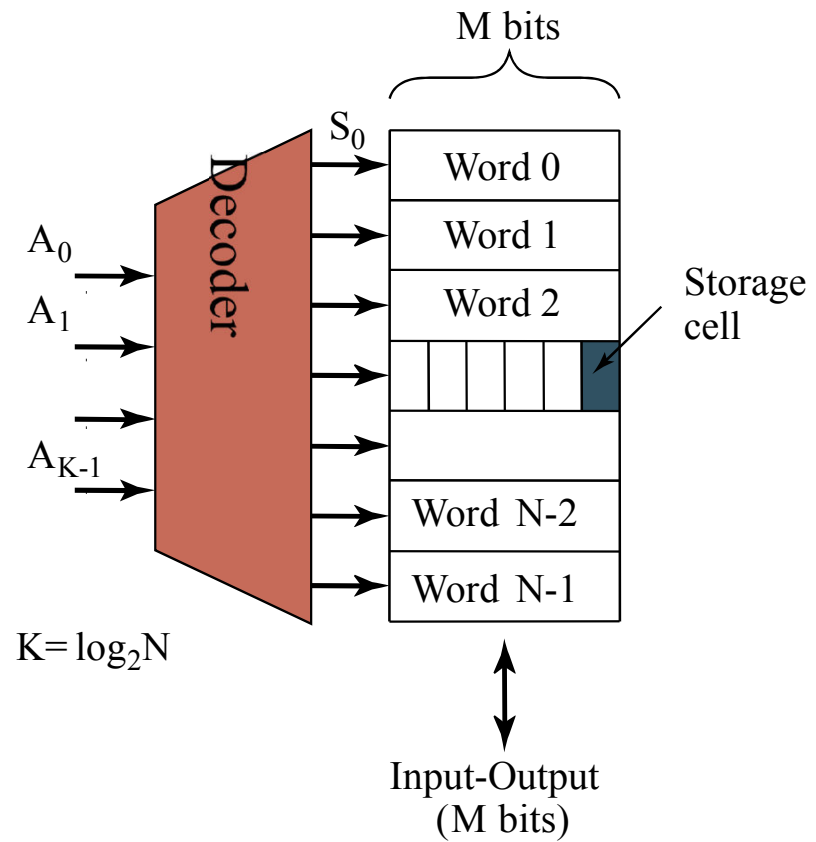 M bits
S₀
Decoder
Word 0
Word 1
Word 2
A₀
A₁
A_K-1
Storage
cell
Word N-2
Word N-1
K= log₂N
Input-Output
(M bits)